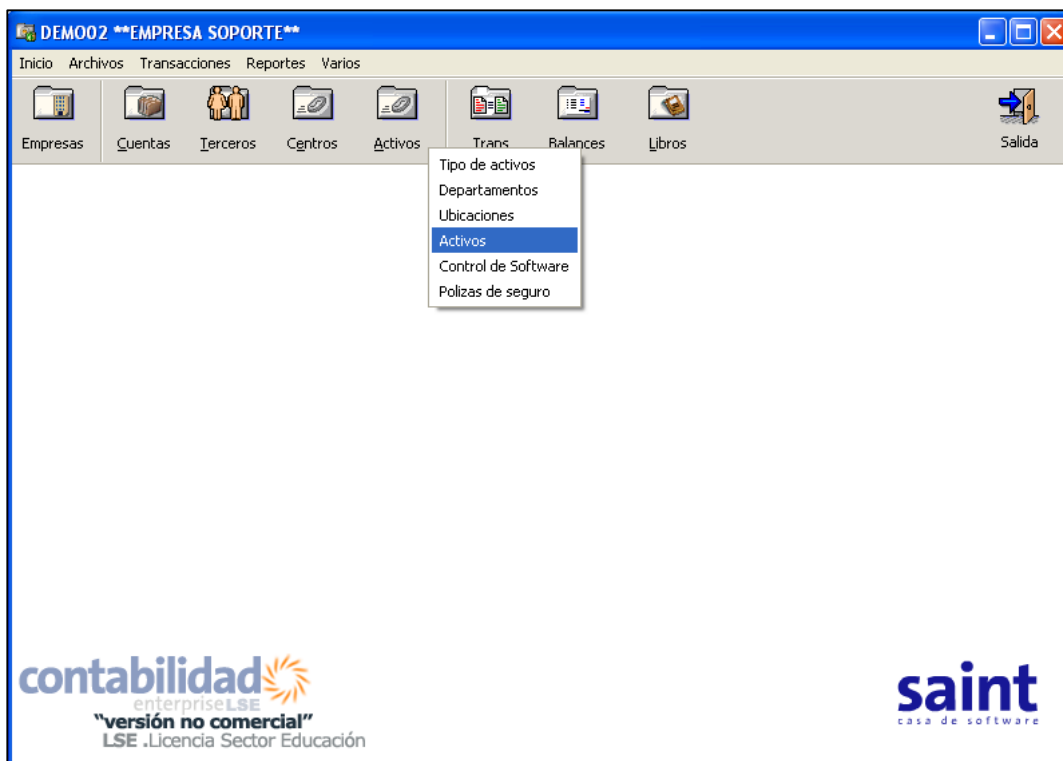 DEMO02 **EMPRESA SOPORTE**
Inicio Archivos Transacciones Reportes Varios
Empresas Cuentas Terceros Centros Activos Trans Balances Libros Salida
Tipo de activos
Departamentos
Ubicaciones
Activos
Control de Software
Polizas de seguro
contabilidad
enterprise LSE
"versión no comercial"
LSE .Licencia Sector Educación
saint
casa de software